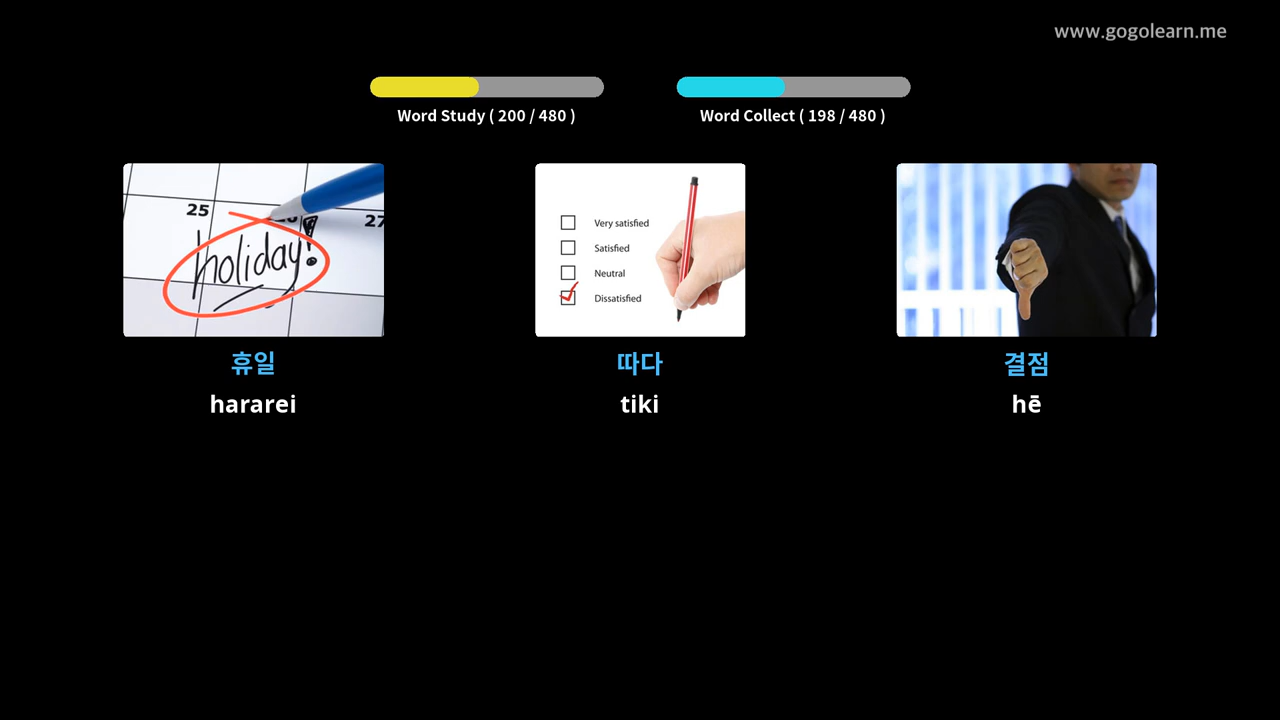 www.gogolearn.me
Word Study ( 200 / 480 )
Word Collect ( 198 / 480 )
25
27
holiday!
Very satisfied
Satisfied
Neutral
Dissatisfied
휴일
따다
결점
hararei
tiki
hē